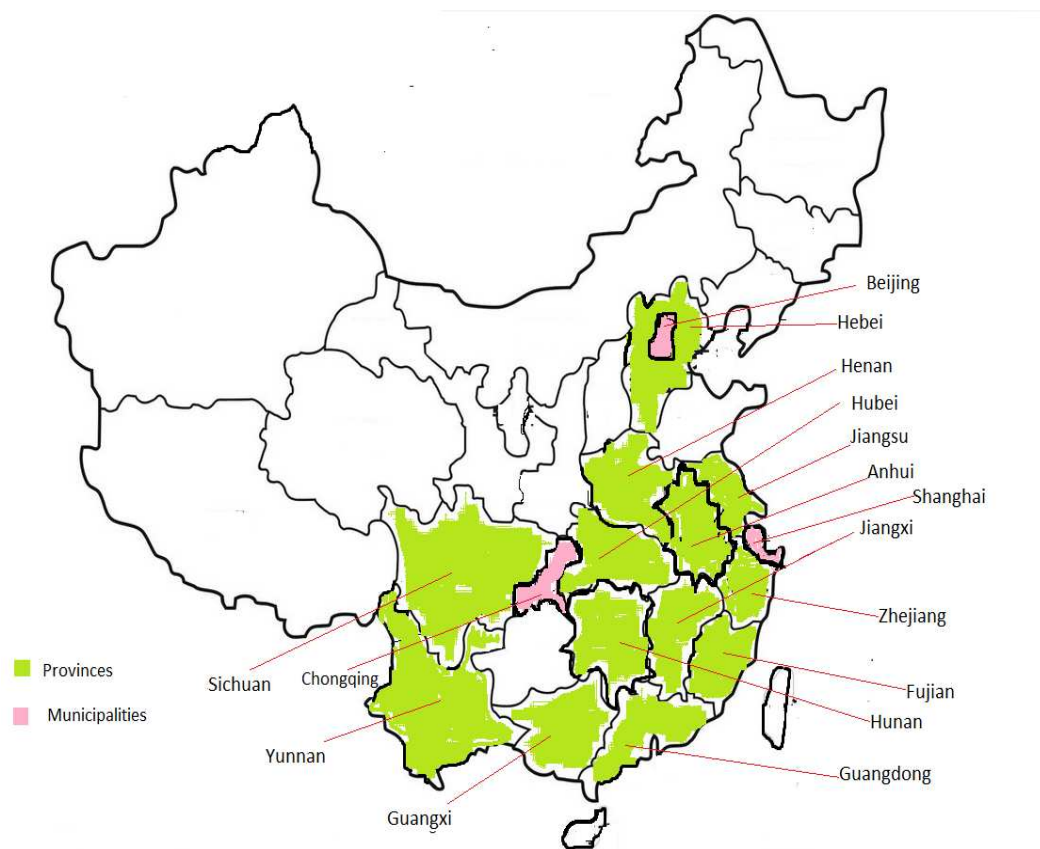 Beijing
Hebei
Henan
Hubei
Jiangsu
Anhui
Shanghai
Jiangxi
Zhejiang
Provinces
Sichuan
Chongqing
Fujian
Municipalities
Hunan
Yunnan
Guangdong
Guangxi